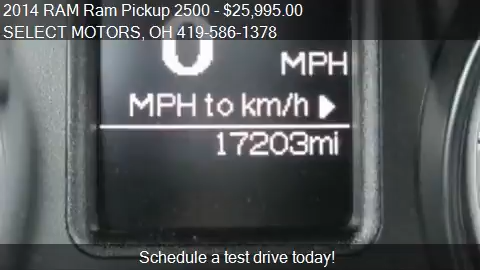 2014 RAM Ram Pickup 2500 - $25,995.00
SELECT MOTORS, OH 419-586-1378
0 MPH
MPH to km/h ▶
17203mi
Schedule a test drive today!